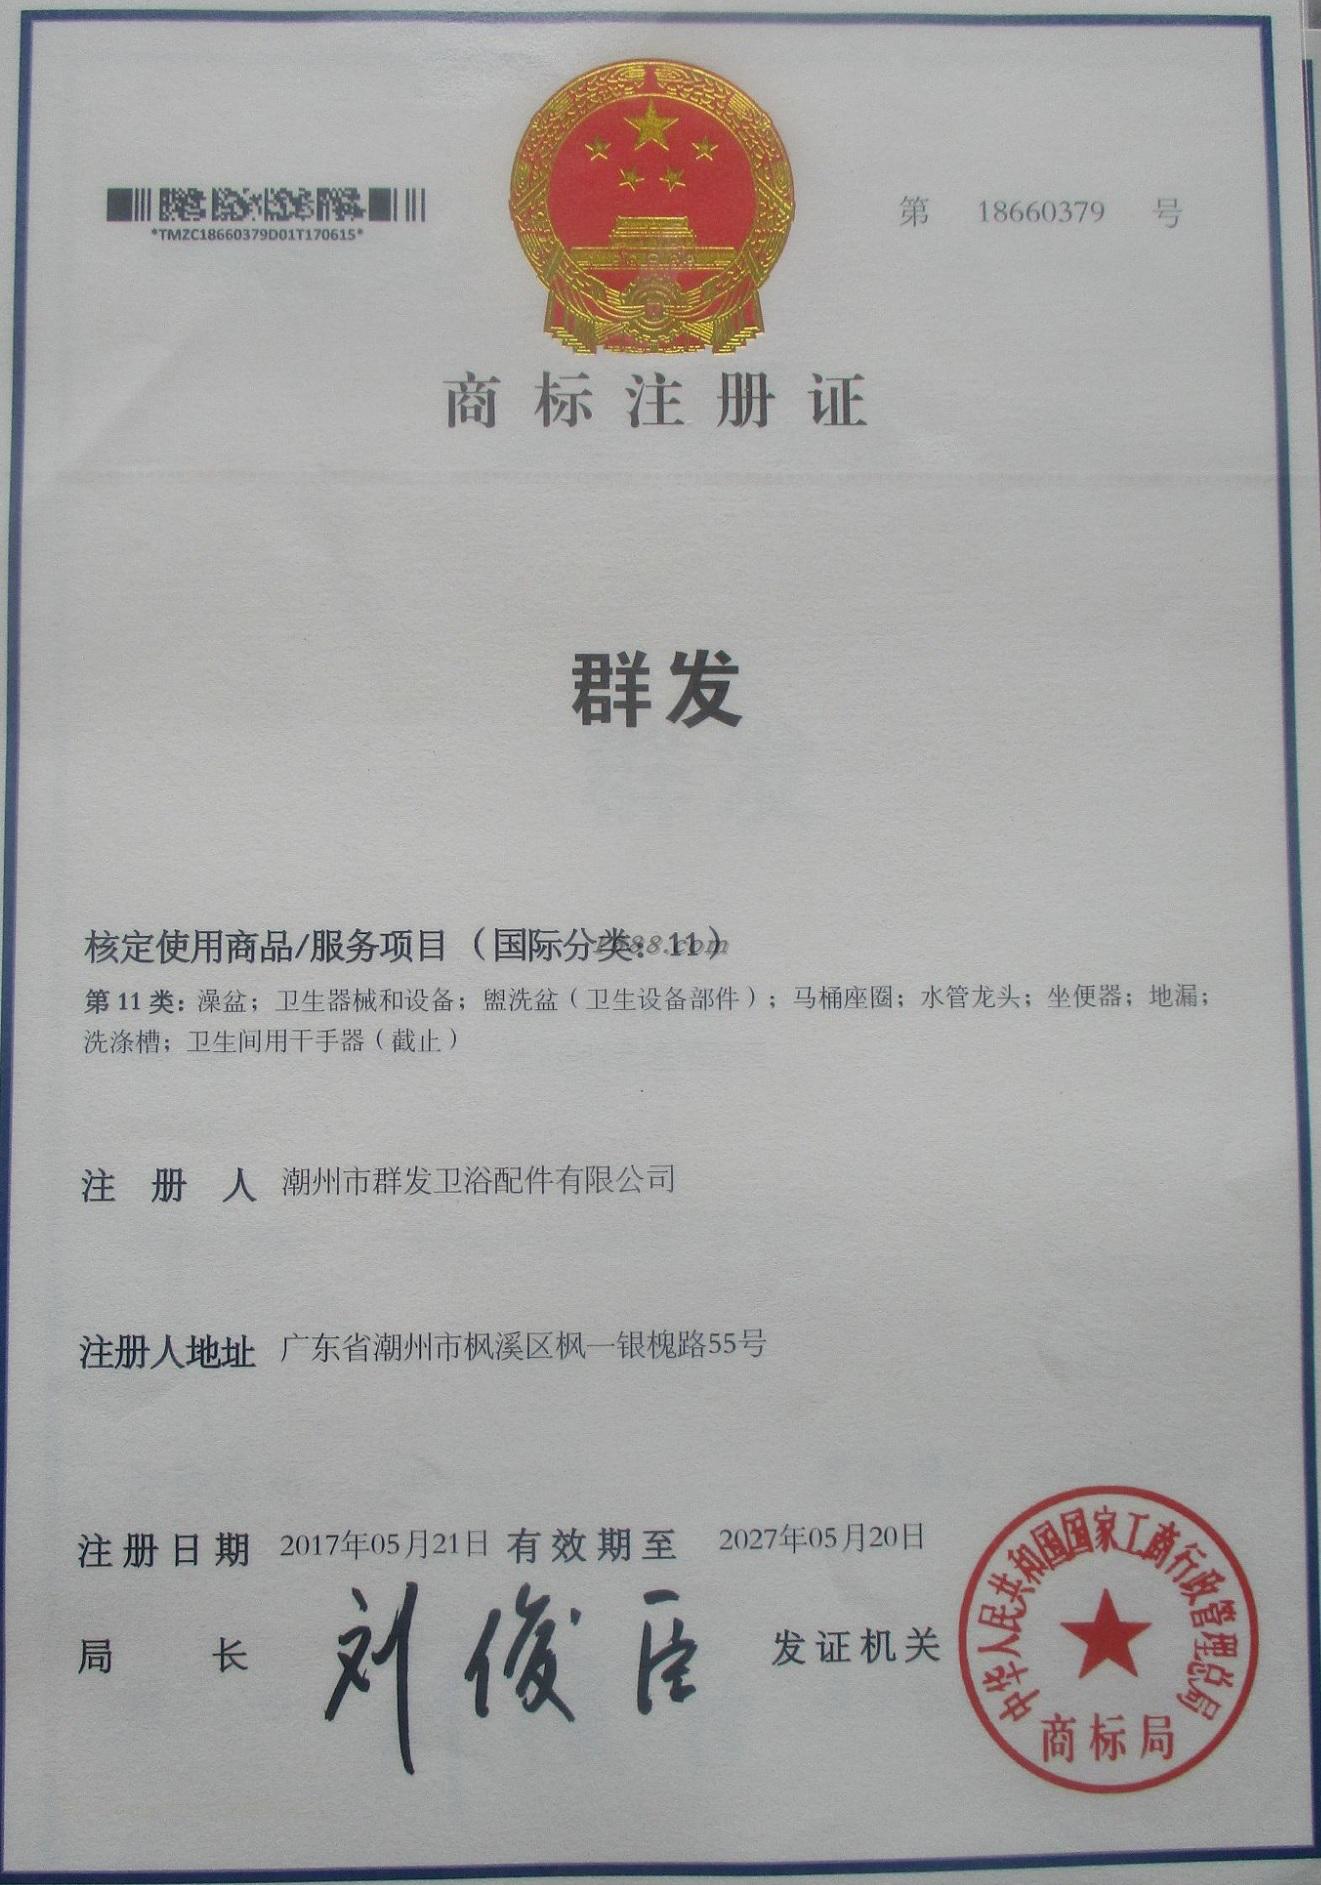 第 18660379 号
*TMZC18660379D01T170615*
商标注册证
群发
核定使用商品/服务项目（国际分类：11）
1688.com
第 11 类：澡盆；卫生器械和设备；盥洗盆（卫生设备部件）；马桶座圈；水管龙头；坐便器；地漏；
洗涤槽；卫生间用干手器（截止）
注册人 潮州市群发卫浴配件有限公司
注册人地址 广东省潮州市枫溪区枫一银槐路55号
注册日期 2017年05月21日 有效期至 2027年05月20日
局长 刘俊臣 发证机关
中华人民共和国国家工商行政管理总局
商标局